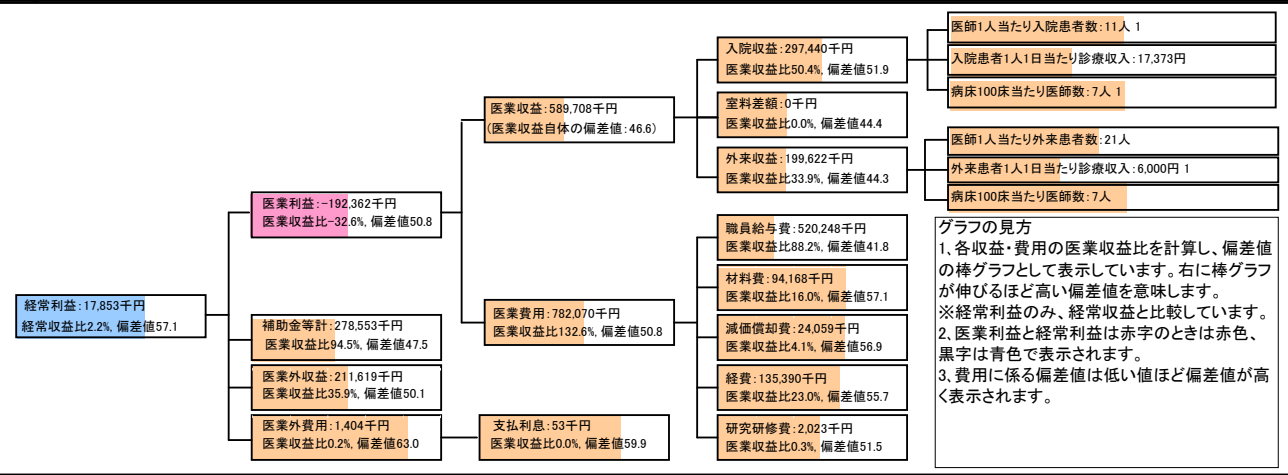 経常利益:17,853千円
経常収益比2.2%, 偏差値57.1
医業利益:-192,362千円
医業収益比-32.6%, 偏差値50.8
補助金等計:278,553千円
医業収益比94.5%, 偏差値47.5
医業外収益:211,619千円
医業収益比35.9%, 偏差値50.1
医業外費用:1,404千円
医業収益比0.2%, 偏差値63.0
医業収益:589,708千円
(医業収益自体の偏差値:46.6)
医業費用:782,070千円
医業収益比132.6%, 偏差値50.8
支払利息:53千円
医業収益比0.0%, 偏差値59.9
入院収益:297,440千円
医業収益比50.4%, 偏差値51.9
室料差額:0千円
医業収益比0.0%, 偏差値44.4
外来収益:199,622千円
医業収益比33.9%, 偏差値44.3
職員給与費:520,248千円
医業収益比88.2%, 偏差値41.8
材料費:94,168千円
医業収益比16.0%, 偏差値57.1
減価償却費:24,059千円
医業収益比4.1%, 偏差値56.9
経費:135,390千円
医業収益比23.0%, 偏差値55.7
研究研修費:2,023千円
医業収益比0.3%, 偏差値51.5
医師1人当たり入院患者数:11人 1
入院患者1人1日当たり診療収入:17,373円
病床100床当たり医師数:7人 1
医師1人当たり外来患者数:21人
外来患者1人1日当たり診療収入:6,000円 1
病床100床当たり医師数:7人
グラフの見方
1、各収益・費用の医業収益比を計算し、偏差値
の棒グラフとして表示しています。右に棒グラフ
が伸びるほど高い偏差値を意味します。
※経常利益のみ、経常収益と比較しています。
2、医業利益と経常利益は赤字のときは赤色、
黒字は青色で表示されます。
3、費用に係る偏差値は低い値ほど偏差値が高
く表示されます。